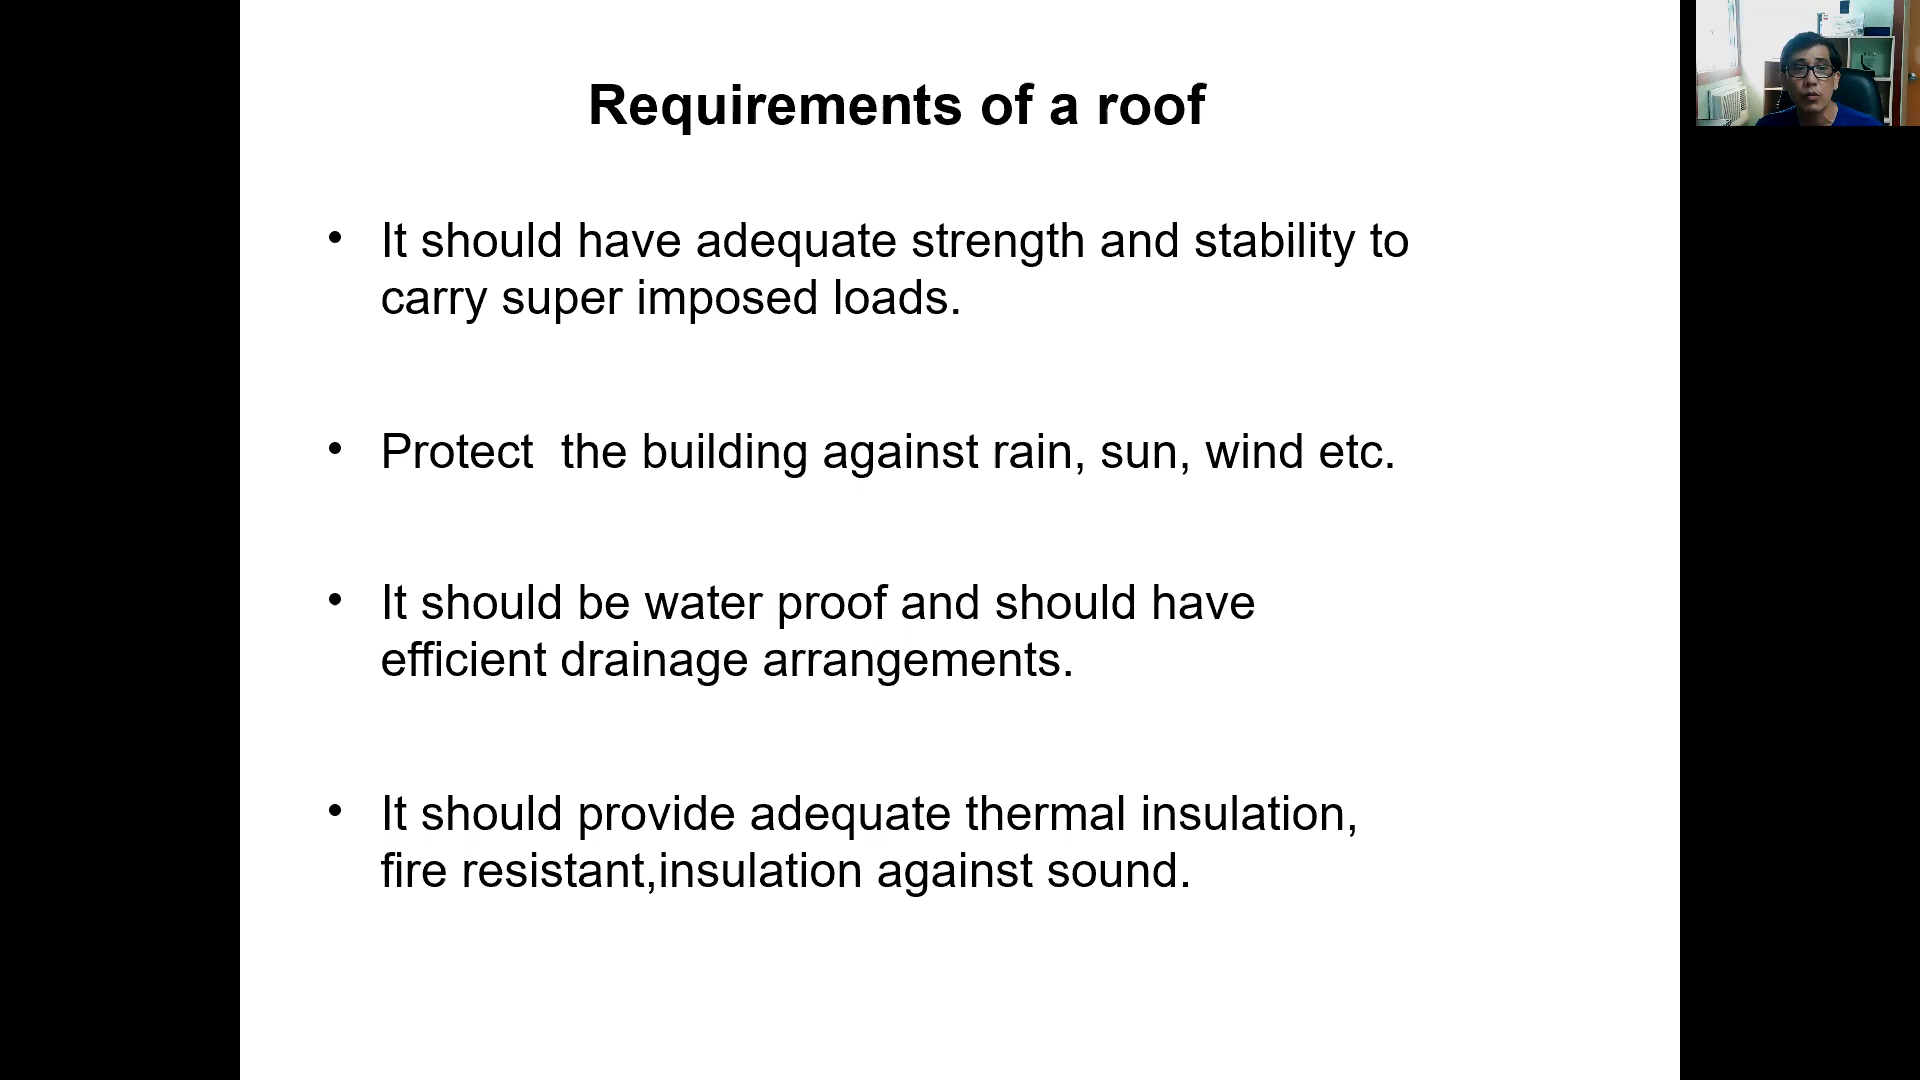 Requirements of a roof
• It should have adequate strength and stability to
carry super imposed loads.
• Protect  the building against rain, sun, wind etc.
• It should be water proof and should have
efficient drainage arrangements.
• It should provide adequate thermal insulation,
fire resistant,insulation against sound.